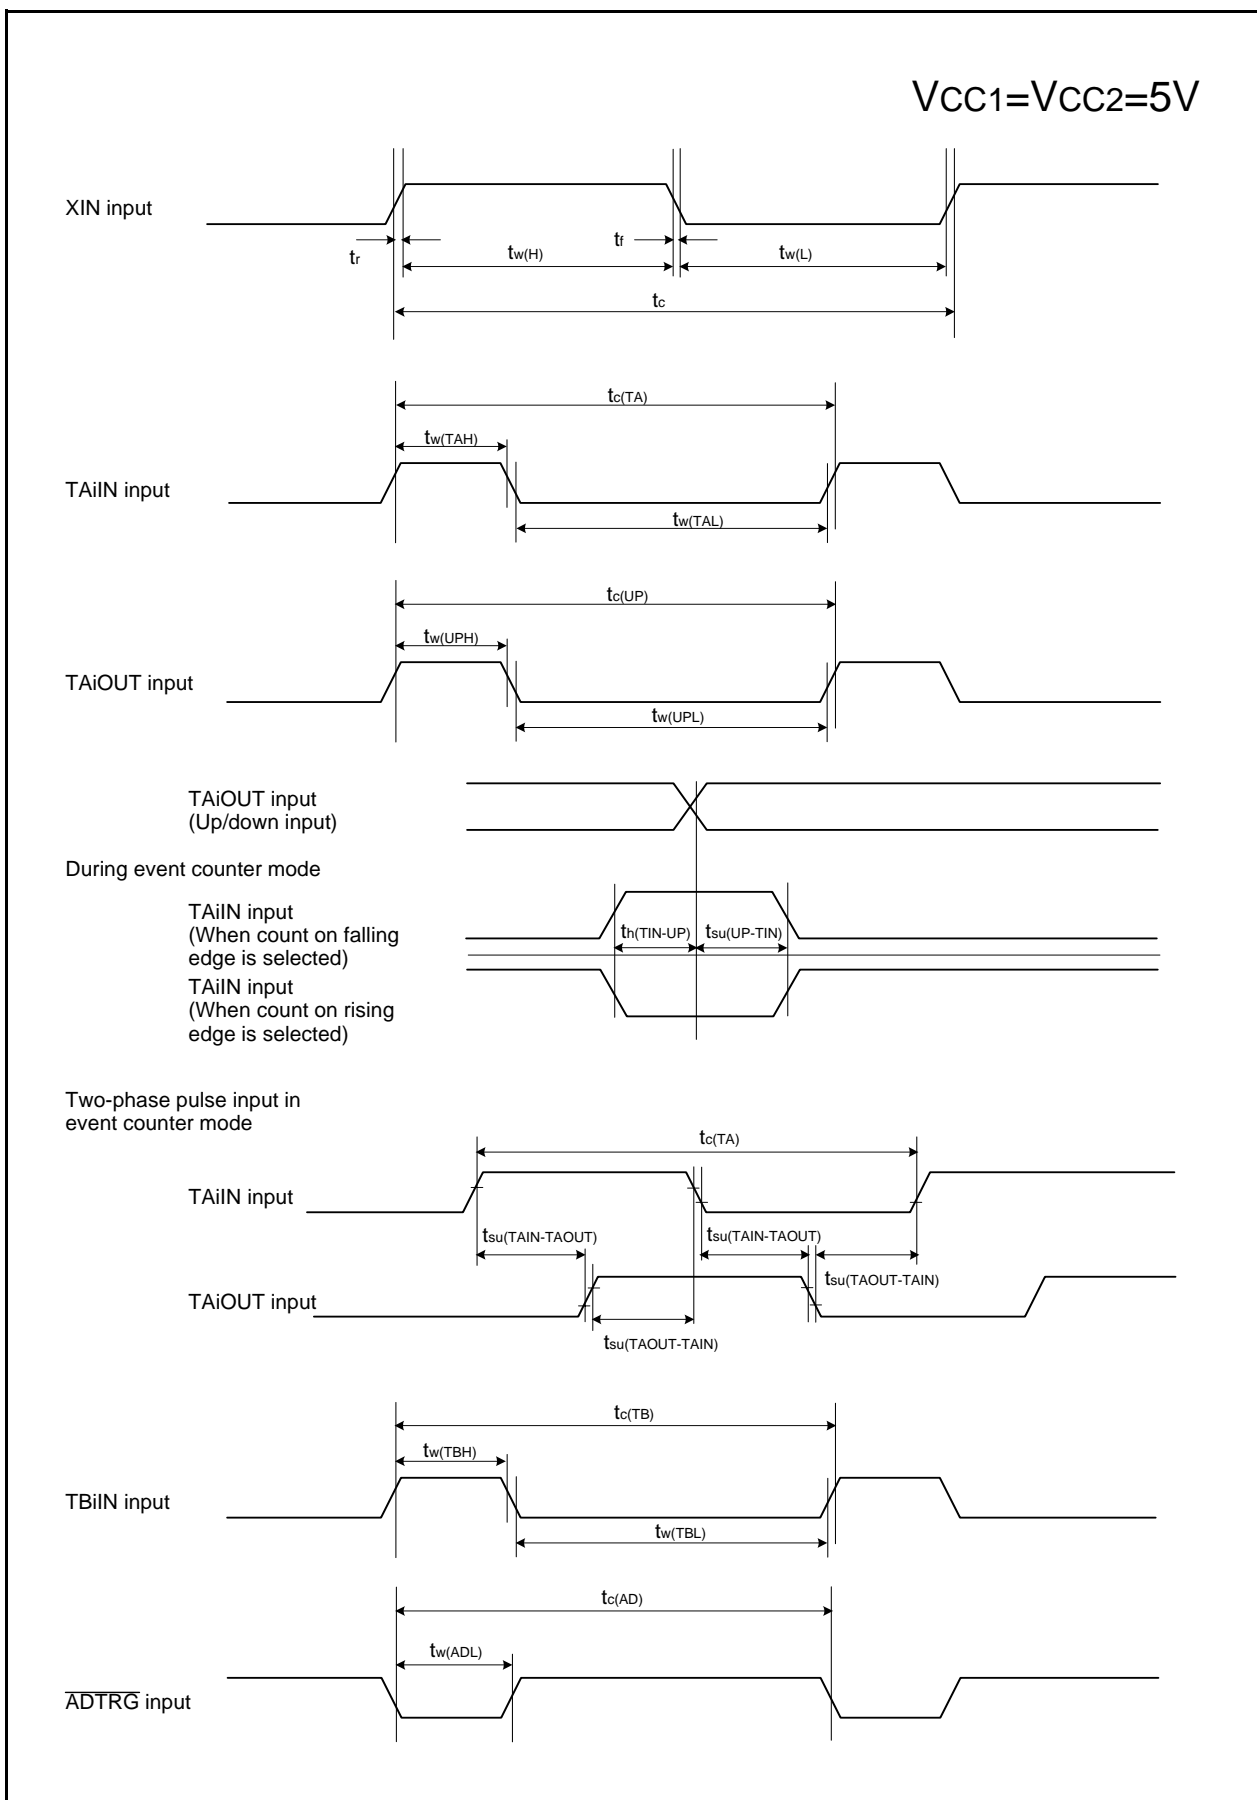 VCC1=VCC2=5V
XIN input
tr
tw(H)
tf
tw(L)
tc
tc(TA)
tw(TAH)
TAiIN input
tw(TAL)
tc(UP)
tw(UPH)
TAiOUT input
tw(UPL)
TAiOUT input
(Up/down input)
During event counter mode
TAiIN input
(When count on falling
edge is selected)
th(TIN-UP)
tsu(UP-TIN)
TAiIN input
(When count on rising
edge is selected)
Two-phase pulse input in
event counter mode
tc(TA)
TAiIN input
tsu(TAIN-TAOUT)
tsu(TAIN-TAOUT)
tsu(TAOUT-TAIN)
TAiOUT input
tsu(TAOUT-TAIN)
tc(TB)
tw(TBH)
TBiIN input
tw(TBL)
tc(AD)
tw(ADL)
ADTRG input